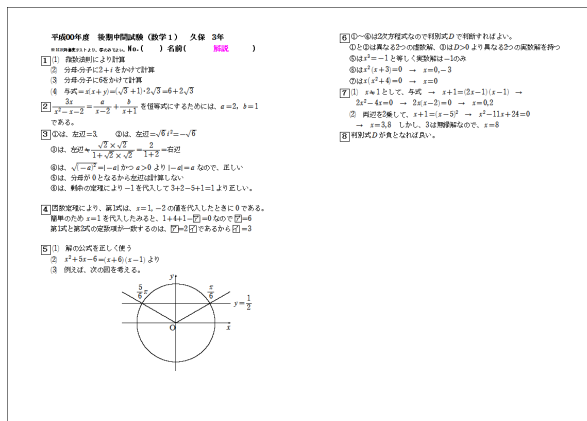 平成00年度　後期中間試験（数学1）　久保　3年
No.(　　) 名前(　　解説　　)
1 (1) 指数法則により計算
(2) 分母・分子に2+iをかけて計算
(3) 分母・分子に6をかけて計算
(4) 与式=x(x+y)=(√3+1)・2√3=6+2√3
2 3x/(x²−x−2)=a/(x−2)+b/(x+1) を恒等式にするためには、a=2，b=1
である。
3 ①は、左辺=3,　②は、左辺=√6 i²=−√6
③は、左辺≒(√2×√2)/(1+√2×√2)=2/(1+2)=右辺
④は、√(−a)²=|−a| かつ a>0 より |−a|=a なので、正しい
⑤は、分母が0となるから左辺は計算しない
⑥は、剰余の定理により−1を代入して 3+2−5+1=1 より正しい。
4 因数定理により、第1式は、x=1, −2の値を代入したときに0である。
簡単のため x=1 を代入したみると、1+4+1−ア=0なのでア=6
第1式と第2式の定数項が一致するのは、ア=2イであるからイ=3
5 (1) 解の公式を正しく使う
(2) x²+5x−6=(x+6)(x−1) より
(3) 例えば、次の図を考える。
y
5/6 π
π/6
y=1/2
O
x
6 ①～④は2次方程式なので判別式Dで判断すればよい。
①と②は異なる2つの虚数解、③はD>0より異なる2つの実数解を持つ
⑤はx³=−1と等しく実数解は−1のみ
⑥はx²(x+3)=0 → x=0, −3
⑦はx(x²+4)=0 → x=0
7 (1) x≒1として、与式 → x+1=(2x−1)(x−1) →
2x²−4x=0 → 2x(x−2)=0 → x=0,2
(2) 両辺を2乗して、x+1=(x−5)² → x²−11x+24=0
→ x=3,8　しかし、3は無縁解なので、x=8
8 判別式Dが負となれば良い。